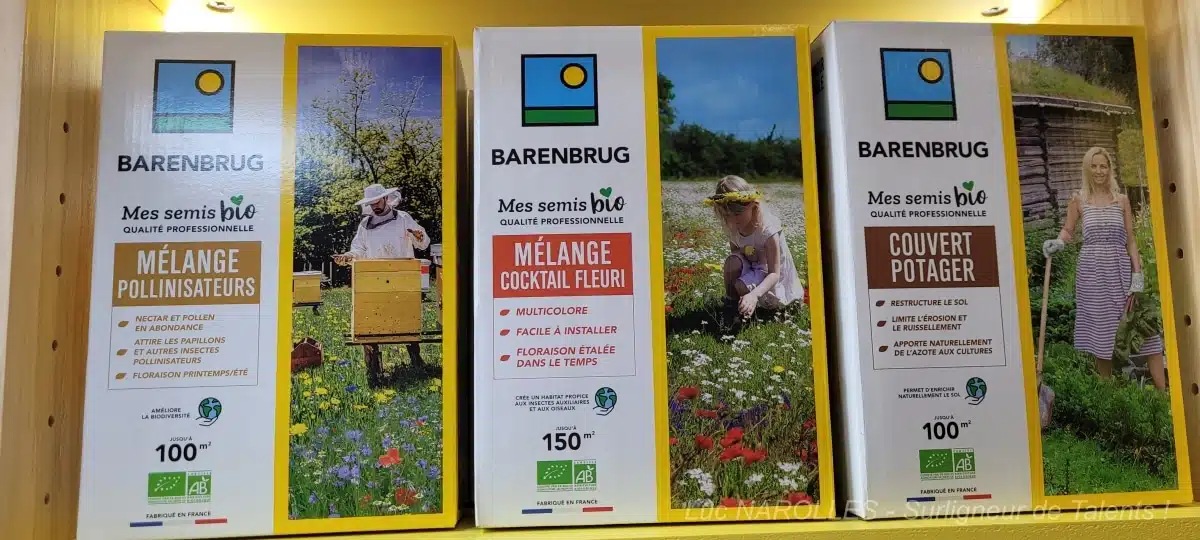 BARENBRUG
Mes semis bio
QUALITÉ PROFESSIONNELLE
MÉLANGE
POLLINISATEURS
NECTAR ET POLLEN
EN ABONDANCE
ATTIRE LES PAPILLONS
ET AUTRES INSECTES
POLLINISATEURS
FLORAISON PRINTEMPS/ÉTÉ
AMÉLIORE
LA BIODIVERSITÉ
JUSQU'À
100 m²
AB
FABRIQUÉ EN FRANCE
BARENBRUG
Mes semis bio
QUALITÉ PROFESSIONNELLE
MÉLANGE
COCKTAIL FLEURI
MULTICOLORE
FACILE À INSTALLER
FLORAISON ÉTALÉE
DANS LE TEMPS
CRÉE UN HABITAT PROPICE
AUX INSECTES AUXILIAIRES
ET AUX OISEAUX
JUSQU'À
150 m²
AB
FABRIQUÉ EN FRANCE
BARENBRUG
Mes semis bio
QUALITÉ PROFESSIONNELLE
COUVERT
POTAGER
RESTRUCTURE LE SOL
LIMITE L'ÉROSION ET
LE RUISSELLEMENT
APPORTE NATURELLEMENT
DE L'AZOTE AUX CULTURES
PERMET D'ENRICHIR
NATURELLEMENT LE SOL
JUSQU'À
100 m²
AB
FABRIQUÉ EN FRANCE
Luc NAROLLES - Surligneur de Talents !